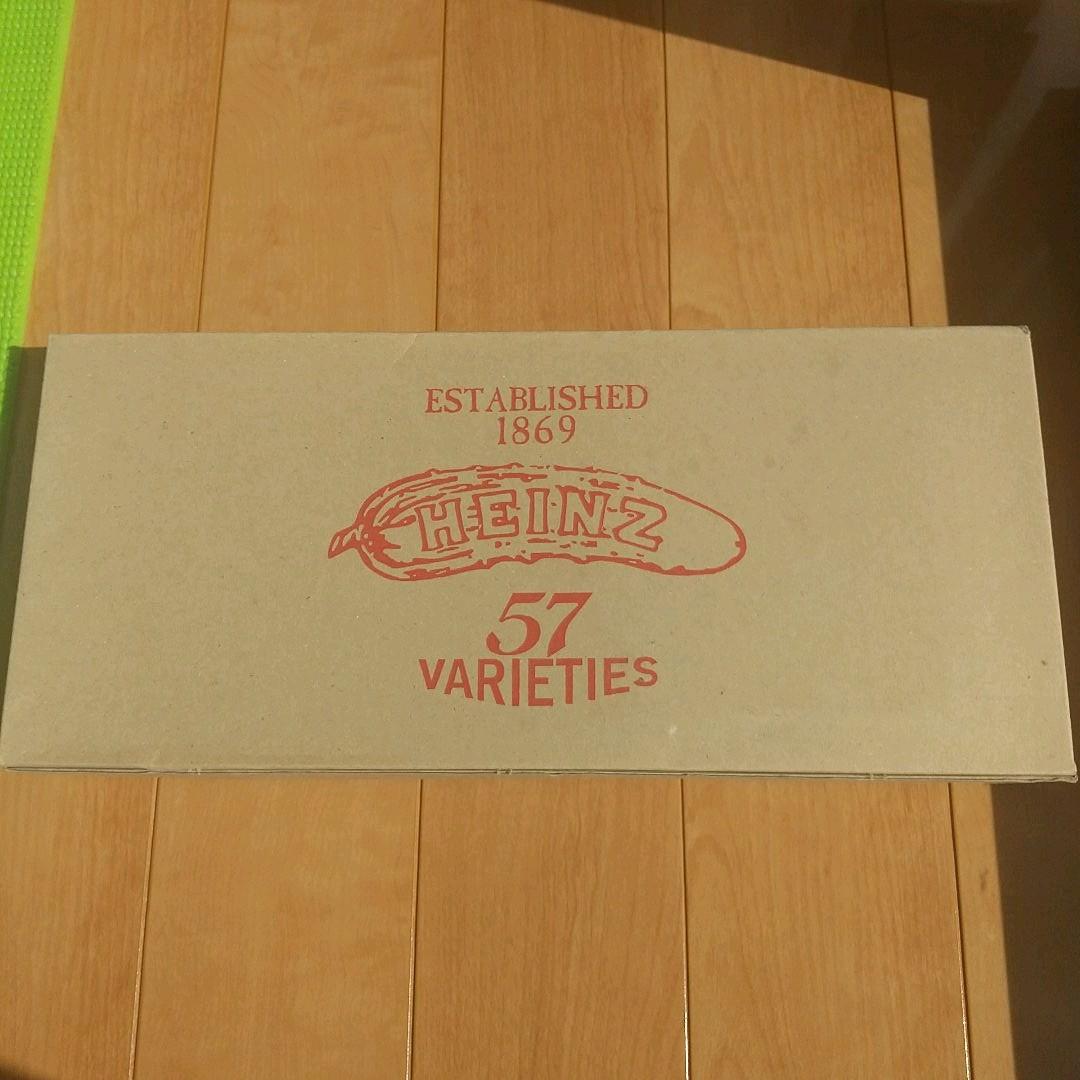 ESTABLISHED
1869
HEINZ
57
VARIETIES